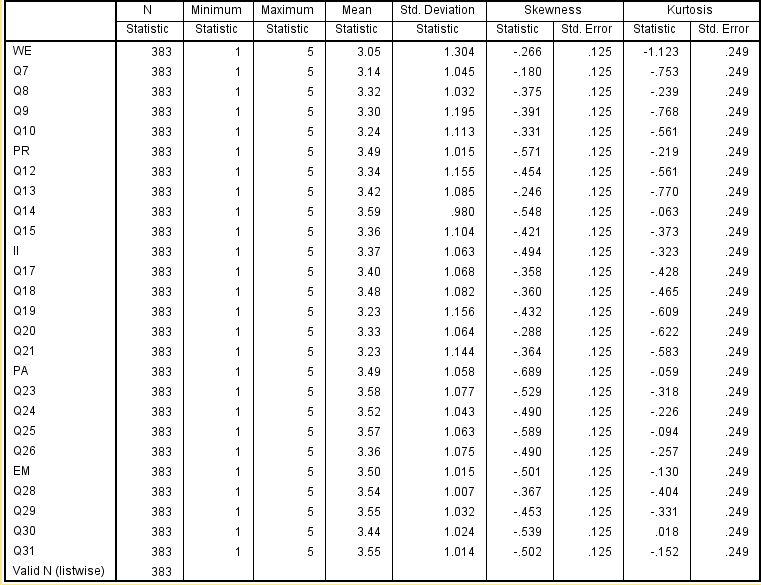 N Minimum Maximum Mean Std. Deviation Skewness Kurtosis
Statistic Statistic Statistic Statistic Statistic Statistic Std. Error Statistic Std. Error
WE 383 1 5 3.05 1.304 -.266 .125 -1.123 .249
Q7 383 1 5 3.14 1.045 -.180 .125 -.753 .249
Q8 383 1 5 3.32 1.032 -.375 .125 -.239 .249
Q9 383 1 5 3.30 1.195 -.391 .125 -.768 .249
Q10 383 1 5 3.24 1.113 -.331 .125 -.561 .249
PR 383 1 5 3.49 1.015 -.571 .125 -.219 .249
Q12 383 1 5 3.34 1.155 -.454 .125 -.561 .249
Q13 383 1 5 3.42 1.085 -.246 .125 -.770 .249
Q14 383 1 5 3.59 .980 -.548 .125 -.063 .249
Q15 383 1 5 3.36 1.104 -.421 .125 -.373 .249
II 383 1 5 3.37 1.063 -.494 .125 -.323 .249
Q17 383 1 5 3.40 1.068 -.358 .125 -.428 .249
Q18 383 1 5 3.48 1.082 -.360 .125 -.465 .249
Q19 383 1 5 3.23 1.156 -.432 .125 -.609 .249
Q20 383 1 5 3.33 1.064 -.288 .125 -.622 .249
Q21 383 1 5 3.23 1.144 -.364 .125 -.583 .249
PA 383 1 5 3.49 1.058 -.689 .125 -.059 .249
Q23 383 1 5 3.58 1.077 -.529 .125 -.318 .249
Q24 383 1 5 3.52 1.043 -.490 .125 -.226 .249
Q25 383 1 5 3.57 1.063 -.589 .125 -.094 .249
Q26 383 1 5 3.36 1.075 -.490 .125 -.257 .249
EM 383 1 5 3.50 1.015 -.501 .125 -.130 .249
Q28 383 1 5 3.54 1.007 -.367 .125 -.404 .249
Q29 383 1 5 3.55 1.032 -.453 .125 -.331 .249
Q30 383 1 5 3.44 1.024 -.539 .125 .018 .249
Q31 383 1 5 3.55 1.014 -.502 .125 -.152 .249
Valid N (listwise) 383